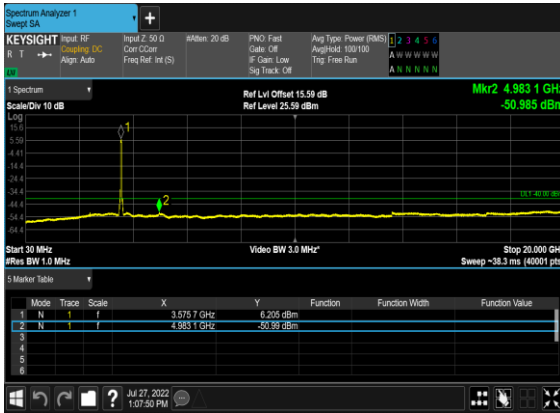 Spectrum Analyzer 1
Swept SA
+
KEYSIGHT Input: RF Input Z: 50 Ω #Atten: 20 dB PNO: Fast Avg Type: Power (RMS) 1 2 3 4 5 6
R T Coupling: DC Corr CCorr Gate: Off Avg|Hold: 100/100 A W W W W W
Align: Auto Freq Ref: Int (S) IF Gain: Low Trig: Free Run
Sig Track: Off A N N N N N
1 Spectrum
Scale/Div 10 dB
Ref Lvl Offset 15.59 dB
Ref Level 25.59 dBm
Mkr2 4.983 1 GHz
-50.985 dBm
Log
15.6
5.59
-4.41
-14.4
-24.4
-34.4
-44.4
-54.4
-64.4
1
2
DL1 -40.00 dBm
Start 30 MHz Stop 20.000 GHz
#Res BW 1.0 MHz Video BW 3.0 MHz* Sweep ~38.3 ms (40001 pts)
5 Marker Table
Mode Trace Scale X Y Function Function Width Function Value
1 N 1 f 3.575 7 GHz 6.205 dBm
2 N 1 f 4.983 1 GHz -50.99 dBm
3
4
5
6
? Jul 27, 2022
1:07:50 PM